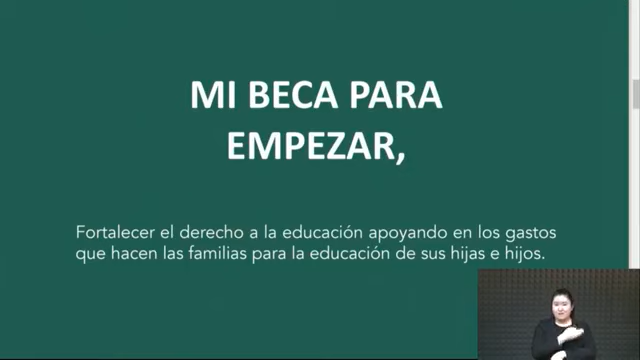 MI BECA PARA
EMPEZAR,
Fortalecer el derecho a la educación apoyando en los gastos
que hacen las familias para la educación de sus hijas e hijos.